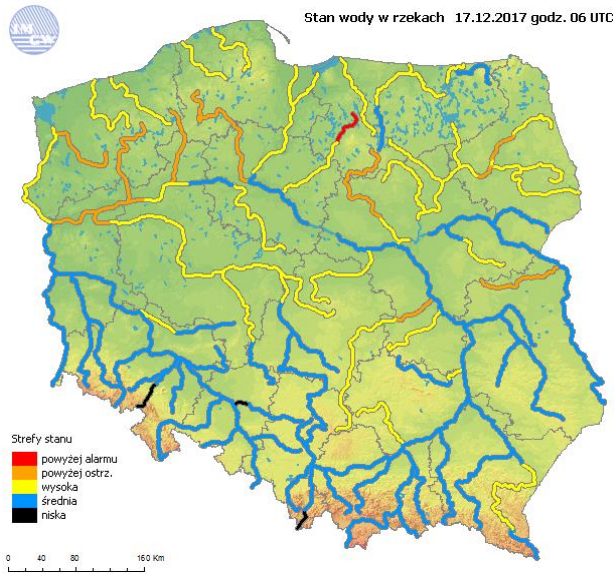 Stan wody w rzekach 17.12.2017 godz. 06 UTC
Strefy stanu
powyżej alarmu
powyżej ostrz.
wysoka
średnia
niska
0 40 80 160 Km